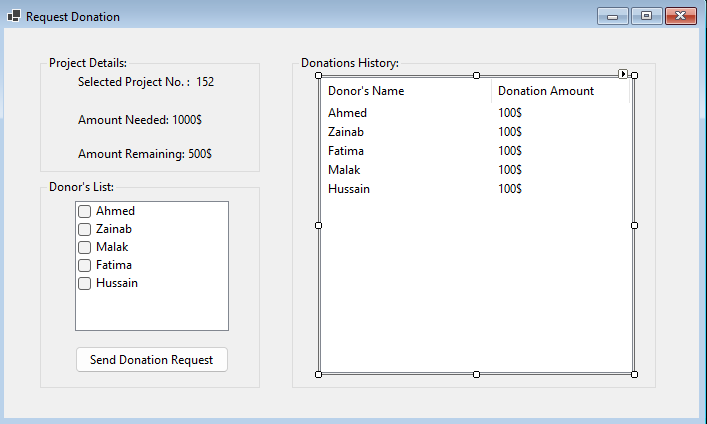 Request Donation
Project Details:
Selected Project No. :  152
Amount Needed: 1000$
Amount Remaining: 500$
Donor's List:
Ahmed
Zainab
Malak
Fatima
Hussain
Send Donation Request
Donations History:
Donor's Name Donation Amount
Ahmed 100$
Zainab 100$
Fatima 100$
Malak 100$
Hussain 100$